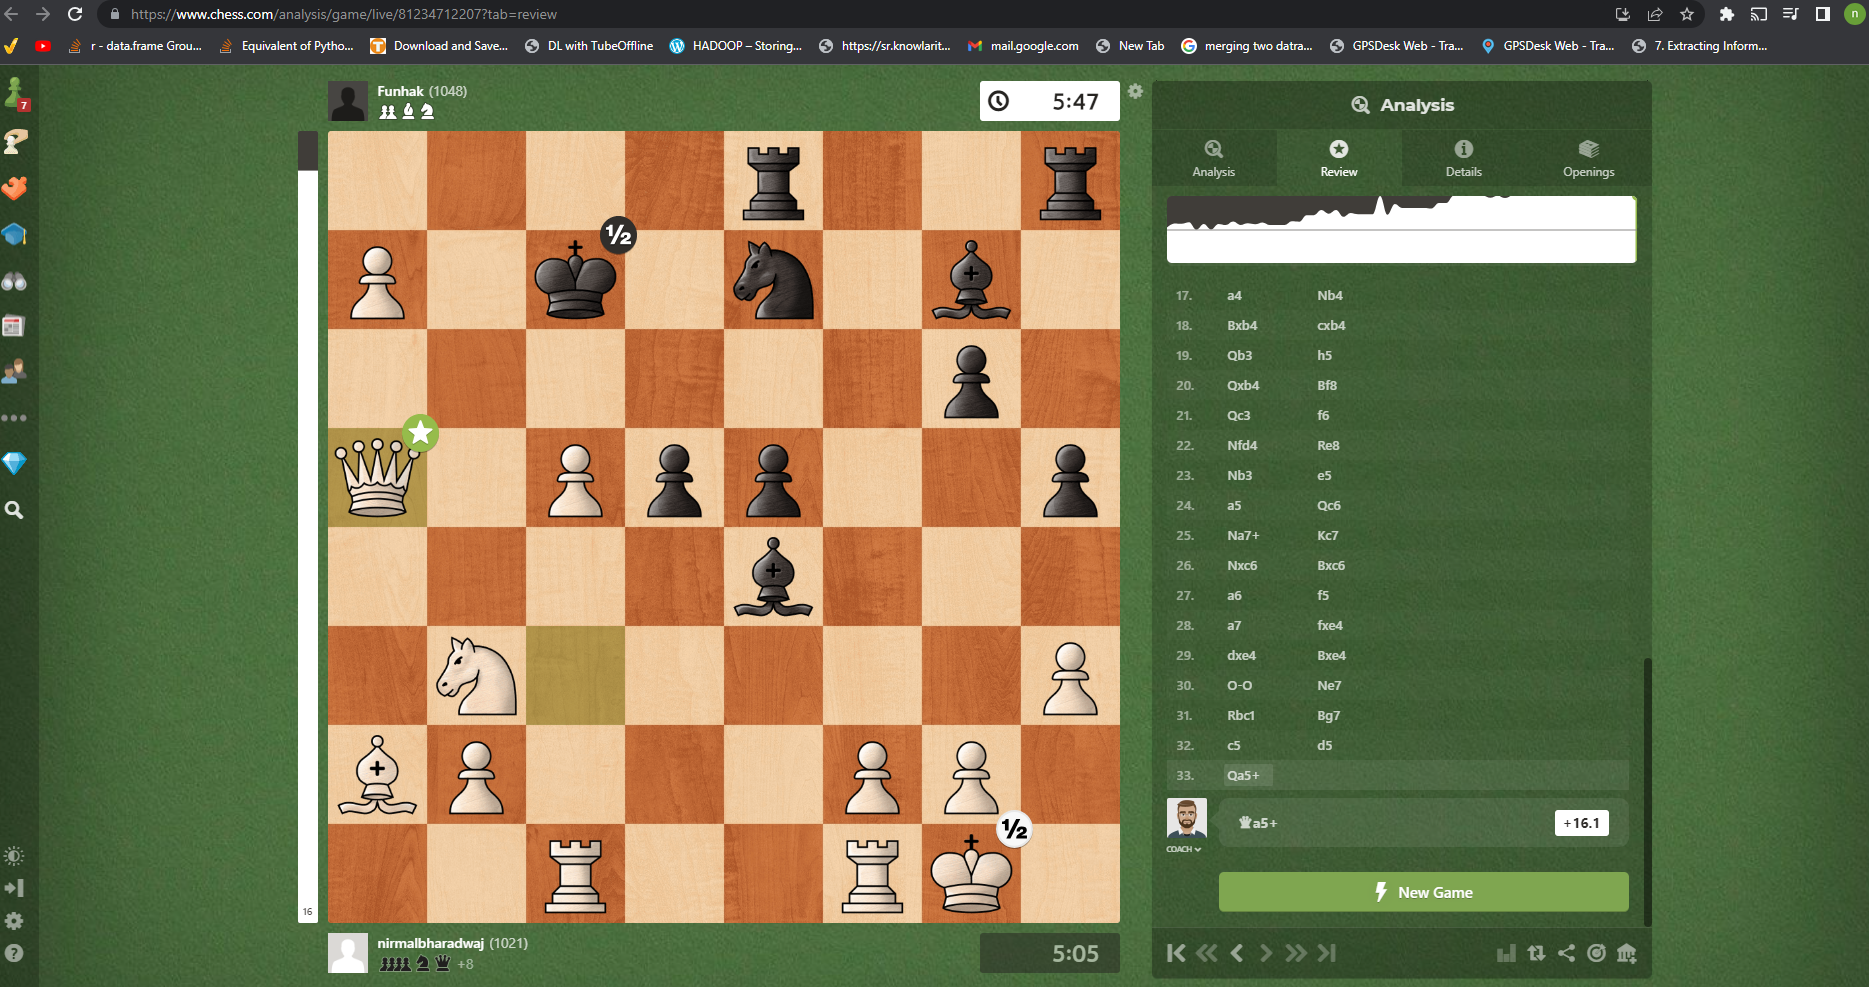 https://www.chess.com/analysis/game/live/81234712207?tab=review
n
r - data.frame Grou...
Equivalent of Pytho...
Download and Save...
DL with TubeOffline
HADOOP – Storing...
https://sr.knowlarit...
mail.google.com
New Tab
merging two datra...
GPSDesk Web - Tra...
GPSDesk Web - Tra...
7. Extracting Inform...
7
Funhak (1048)
5:47
Analysis
Analysis
Review
Details
Openings
½
17. a4 Nb4
18. Bxb4 cxb4
19. Qb3 h5
20. Qxb4 Bf8
21. Qc3 f6
22. Nfd4 Re8
23. Nb3 e5
24. a5 Qc6
25. Na7+ Kc7
26. Nxc6 Bxc6
27. a6 f5
28. a7 fxe4
29. dxe4 Bxe4
30. O-O Ne7
31. Rbc1 Bg7
32. c5 d5
33. Qa5+
½
a5+
+16.1
COACH
New Game
16
nirmalbharadwaj (1021)
+8
5:05